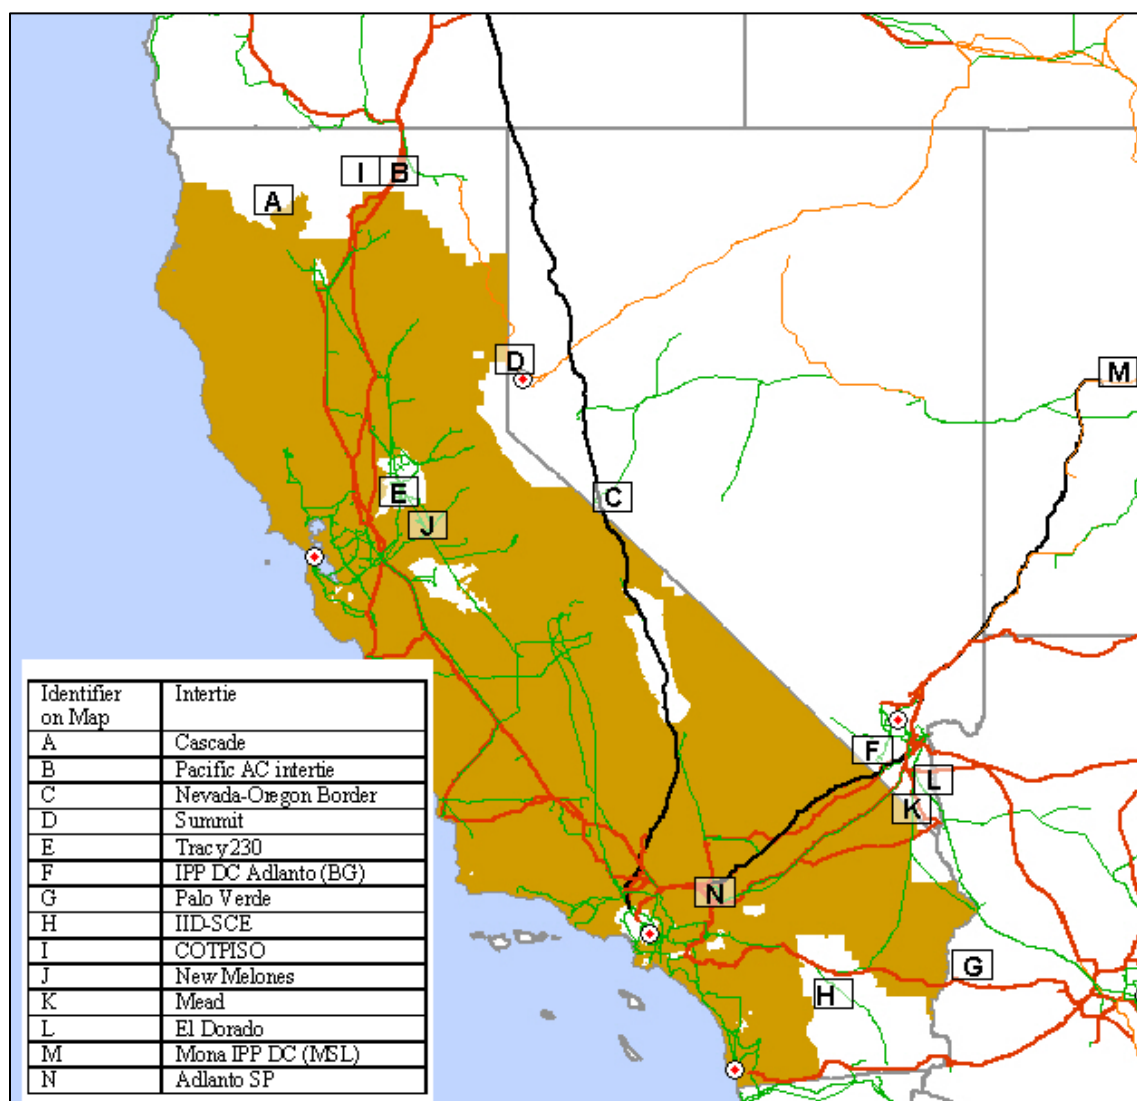 I B
A
D
M
E
C
J
F
L
K
N
G
H
Identifier on Map Intertie
A Cascade
B Pacific AC intertie
C Nevada-Oregon Border
D Summit
E Tracy230
F IPP DC Adlanto (BG)
G Palo Verde
H IID-SCE
I COTPISO
J New Melones
K Mead
L El Dorado
M Mona IPP DC (MSL)
N Adlanto SP